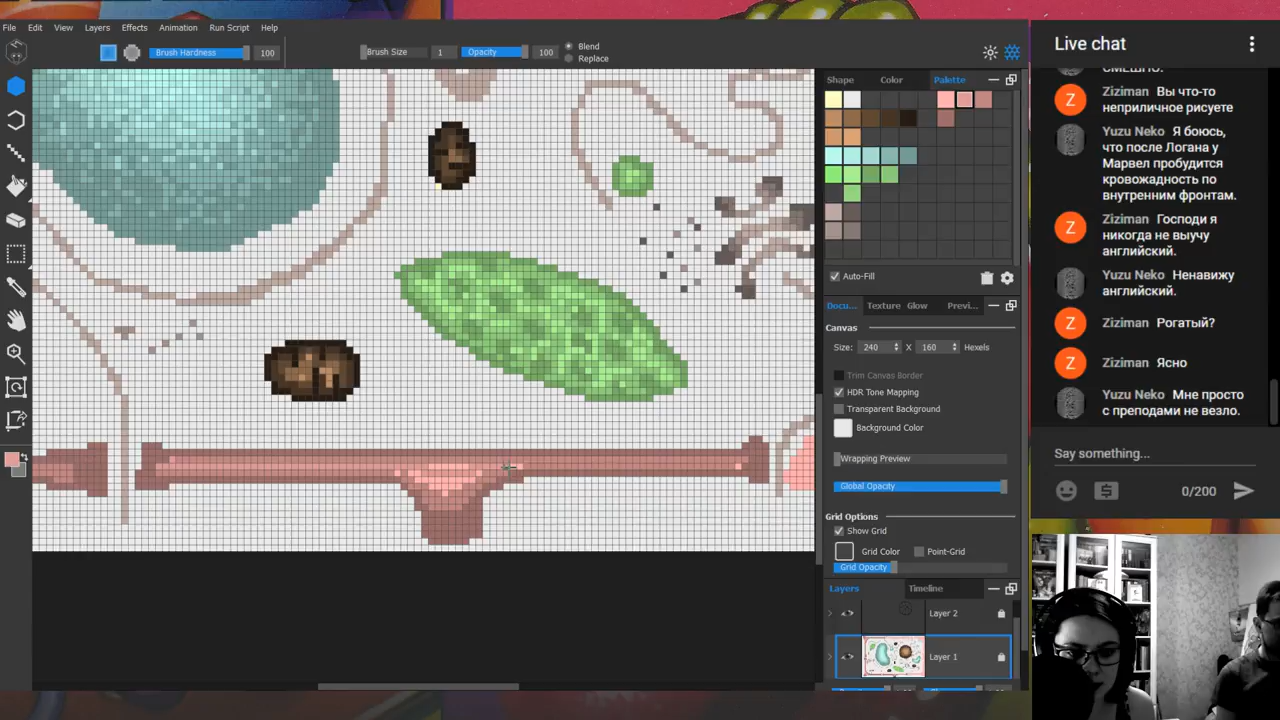 File Edit View Layers Effects Animation Run Script Help
Brush Hardness 100 Brush Size 1 Opacity 100 Blend
Replace
Shape Color Palette
Auto-Fill
Docu... Texture Glow Previ...
Canvas
Size: 240 X 160 Hexels
Trim Canvas Border
HDR Tone Mapping
Transparent Background
Background Color
Wrapping Preview
Global Opacity
Grid Options
Show Grid
Grid Color Point-Grid
Grid Opacity
Layers Timeline
Layer 2
Layer 1
Live chat
СМЕШНО.
Ziziman Вы что-то
неприличное рисуете
Yuzu Neko Я боюсь,
что после Логана у
Марвел пробудится
кровожадность по
внутренним фронтам.
Ziziman Господи я
никогда не выучу
английский.
Yuzu Neko Ненавижу
английский.
Ziziman Рогатый?
Ziziman Ясно
Yuzu Neko Мне просто
с преподами не везло.
Say something...
0/200